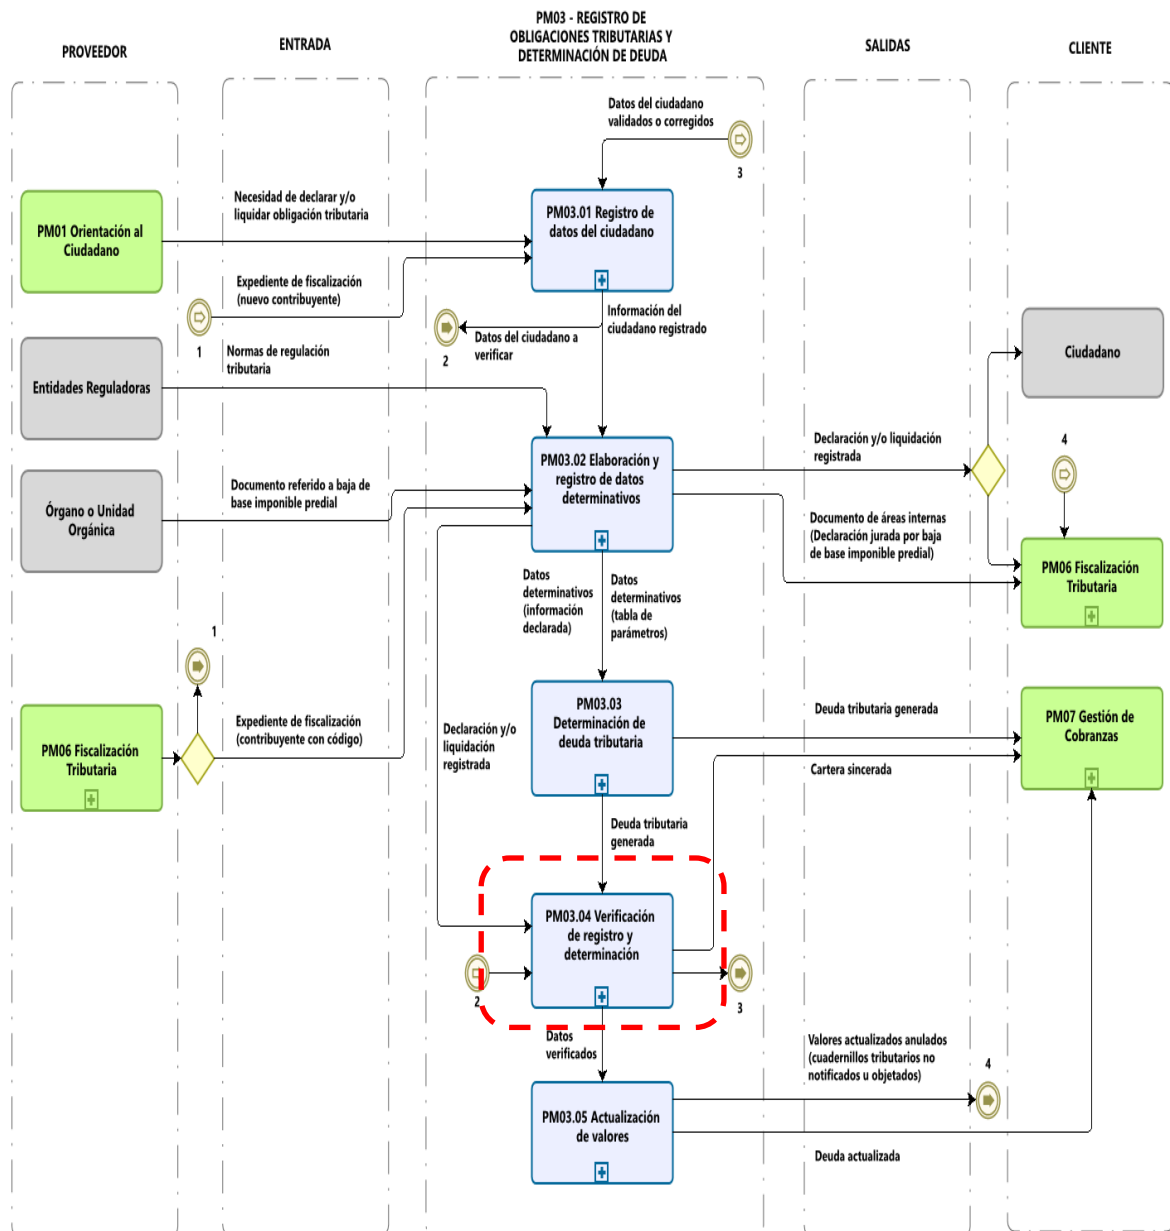 PM03 - REGISTRO DE
OBLIGACIONES TRIBUTARIAS Y
DETERMINACIÓN DE DEUDA
PROVEEDOR
ENTRADA
SALIDAS
CLIENTE
Datos del ciudadano
validados o corregidos
3
Necesidad de declarar y/o
liquidar obligación tributaria
PM01 Orientación al
Ciudadano
PM03.01 Registro de
datos del ciudadano
Expediente de fiscalización
(nuevo contribuyente)
1
Información del
ciudadano registrado
Datos del ciudadano a
verificar
2
Normas de regulación
tributaria
Entidades Reguladoras
Ciudadano
Declaración y/o liquidación
registrada
4
PM03.02 Elaboración y
registro de datos
determinativos
Documento referido a baja de
base imponible predial
Órgano o Unidad
Orgánica
Documento de áreas internas
(Declaración jurada por baja
de base imponible predial)
PM06 Fiscalización
Tributaria
Datos
determinativos
(información
declarada)
Datos
determinativos
(tabla de
parámetros)
1
PM03.03
Determinación de
deuda tributaria
Deuda tributaria generada
PM07 Gestión de
Cobranzas
Expediente de fiscalización
(contribuyente con código)
PM06 Fiscalización
Tributaria
Declaración y/o
liquidación
registrada
Cartera sincerada
Deuda tributaria
generada
PM03.04 Verificación
de registro y
determinación
2
3
Datos
verificados
Valores actualizados anulados
(cuadernillos tributarios no
notificados u objetados)
4
PM03.05 Actualización
de valores
Deuda actualizada